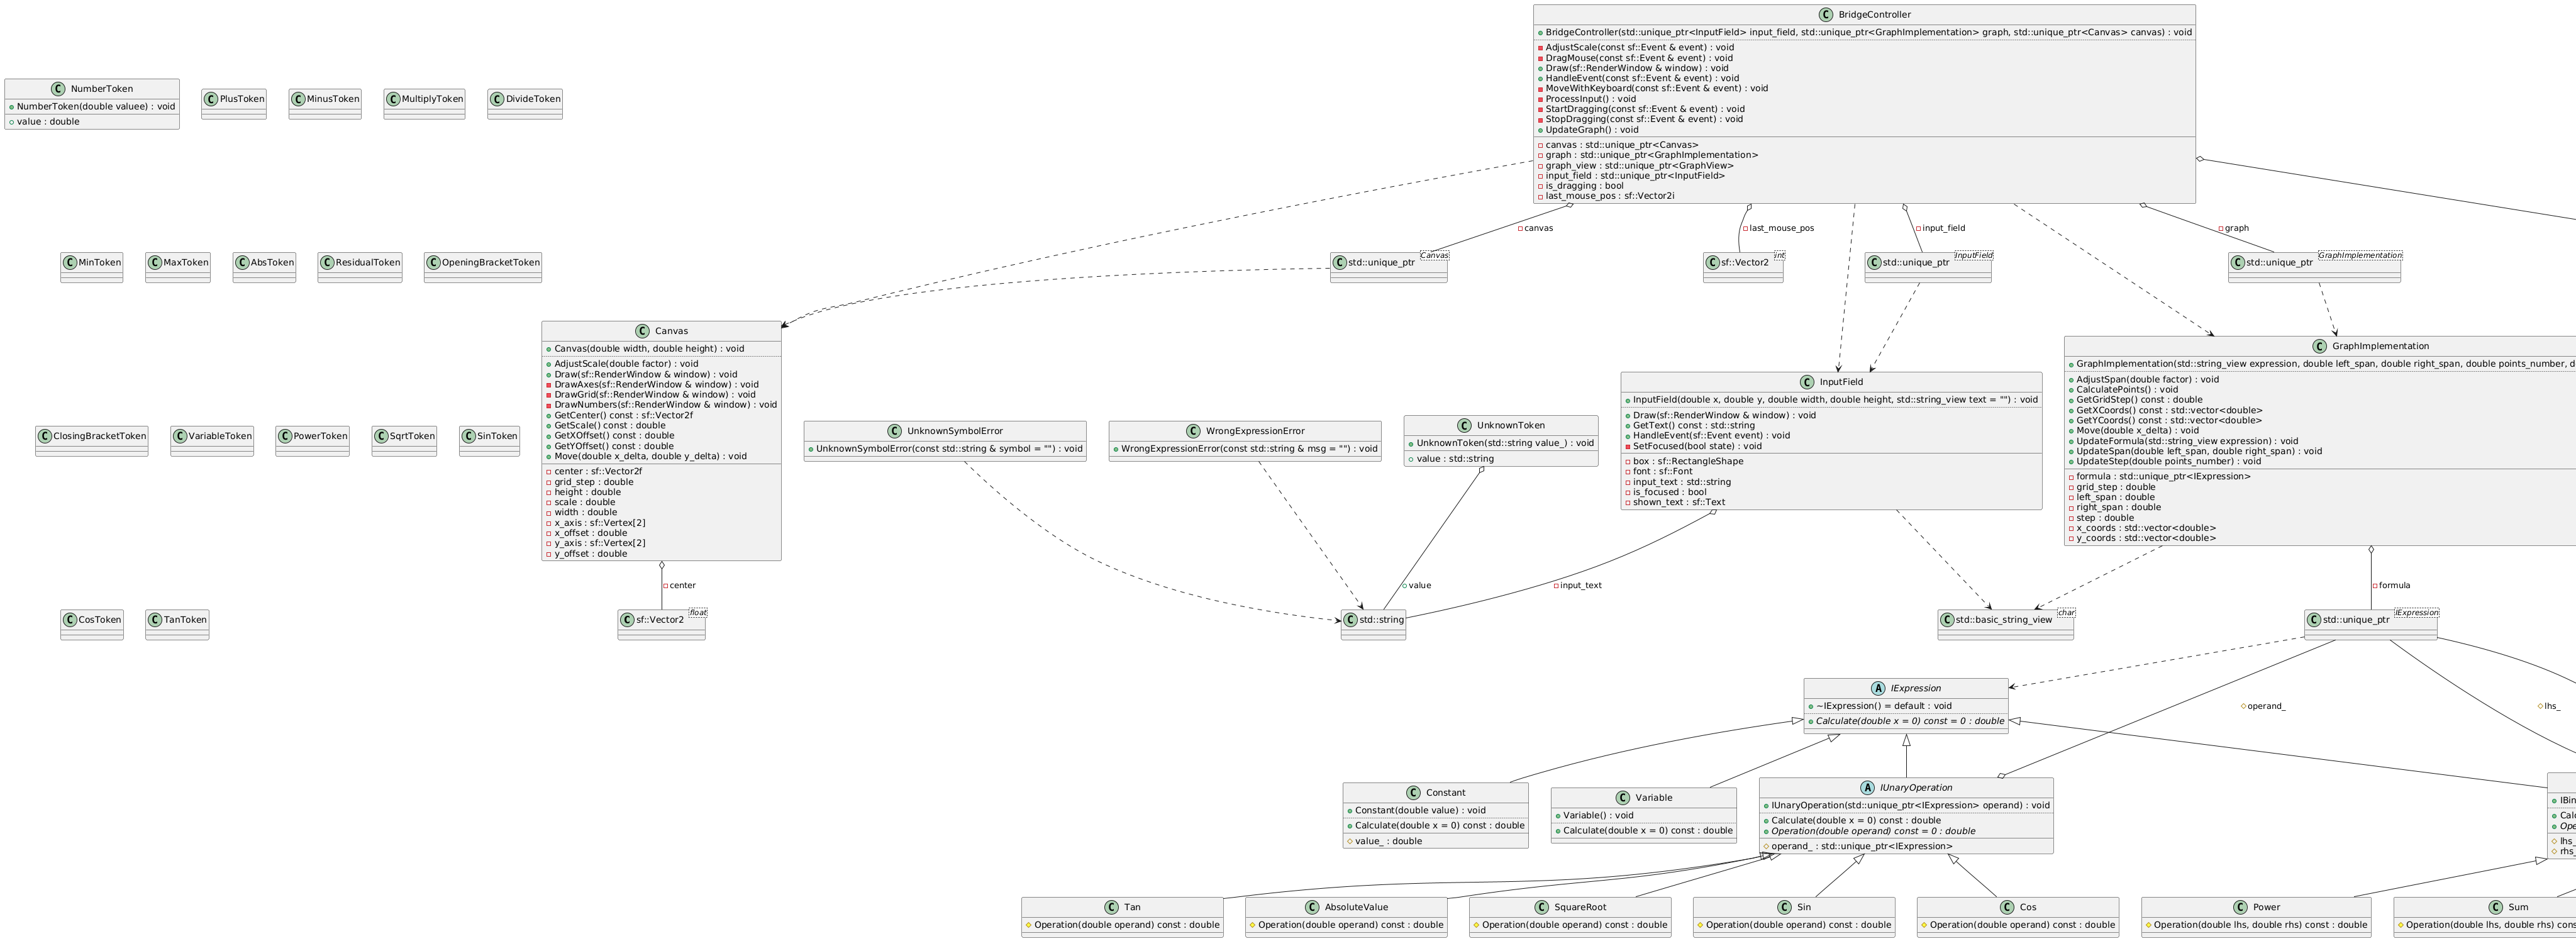 BridgeController
BridgeController(std::unique_ptr<InputField> input_field, std::unique_ptr<GraphImplementation> graph, std::unique_ptr<Canvas> canvas) : void
AdjustScale(const sf::Event & event) : void
DragMouse(const sf::Event & event) : void
Draw(sf::RenderWindow & window) : void
HandleEvent(const sf::Event & event) : void
MoveWithKeyboard(const sf::Event & event) : void
ProcessInput() : void
StartDragging(const sf::Event & event) : void
StopDragging(const sf::Event & event) : void
UpdateGraph() : void
canvas : std::unique_ptr<Canvas>
graph : std::unique_ptr<GraphImplementation>
graph_view : std::unique_ptr<GraphView>
input_field : std::unique_ptr<InputField>
is_dragging : bool
last_mouse_pos : sf::Vector2i
NumberToken
NumberToken(double valuee) : void
value : double
PlusToken
MinusToken
MultiplyToken
DivideToken
canvas
last_mouse_pos
input_field
graph
MinToken
MaxToken
AbsToken
ResidualToken
OpeningBracketToken
std::unique_ptr
Canvas
sf::Vector2
int
std::unique_ptr
InputField
std::unique_ptr
GraphImplementation
Canvas
Canvas(double width, double height) : void
AdjustScale(double factor) : void
Draw(sf::RenderWindow & window) : void
DrawAxes(sf::RenderWindow & window) : void
DrawGrid(sf::RenderWindow & window) : void
DrawNumbers(sf::RenderWindow & window) : void
GetCenter() const : sf::Vector2f
GetScale() const : double
GetXOffset() const : double
GetYOffset() const : double
Move(double x_delta, double y_delta) : void
center : sf::Vector2f
grid_step : double
height : double
scale : double
width : double
x_axis : sf::Vertex[2]
x_offset : double
y_axis : sf::Vertex[2]
y_offset : double
GraphImplementation
GraphImplementation(std::string_view expression, double left_span, double right_span, double points_number, d
AdjustSpan(double factor) : void
CalculatePoints() : void
GetGridStep() const : double
GetXCoords() const : std::vector<double>
GetYCoords() const : std::vector<double>
Move(double x_delta) : void
UpdateFormula(std::string_view expression) : void
UpdateSpan(double left_span, double right_span) : void
UpdateStep(double points_number) : void
formula : std::unique_ptr<IExpression>
grid_step : double
left_span : double
right_span : double
step : double
x_coords : std::vector<double>
y_coords : std::vector<double>
InputField
InputField(double x, double y, double width, double height, std::string_view text = "") : void
Draw(sf::RenderWindow & window) : void
GetText() const : std::string
HandleEvent(sf::Event event) : void
SetFocused(bool state) : void
box : sf::RectangleShape
font : sf::Font
input_text : std::string
is_focused : bool
shown_text : sf::Text
ClosingBracketToken
VariableToken
PowerToken
SqrtToken
SinToken
UnknownSymbolError
UnknownSymbolError(const std::string & symbol = "") : void
WrongExpressionError
WrongExpressionError(const std::string & msg = "") : void
UnknownToken
UnknownToken(std::string value_) : void
value : std::string
center
value
input_text
formula
CosToken
TanToken
sf::Vector2
float
std::string
std::basic_string_view
char
std::unique_ptr
IExpression
IExpression
~IExpression() = default : void
Calculate(double x = 0) const = 0 : double
operand_
lhs_
Constant
Constant(double value) : void
Calculate(double x = 0) const : double
value_ : double
Variable
Variable() : void
Calculate(double x = 0) const : double
IUnaryOperation
IUnaryOperation(std::unique_ptr<IExpression> operand) : void
Calculate(double x = 0) const : double
Operation(double operand) const = 0 : double
operand_ : std::unique_ptr<IExpression>
IBin
Calc
Ope
lhs_
rhs_
Tan
Operation(double operand) const : double
AbsoluteValue
Operation(double operand) const : double
SquareRoot
Operation(double operand) const : double
Sin
Operation(double operand) const : double
Cos
Operation(double operand) const : double
Power
Operation(double lhs, double rhs) const : double
Sum
Operation(double lhs, double rhs) cons